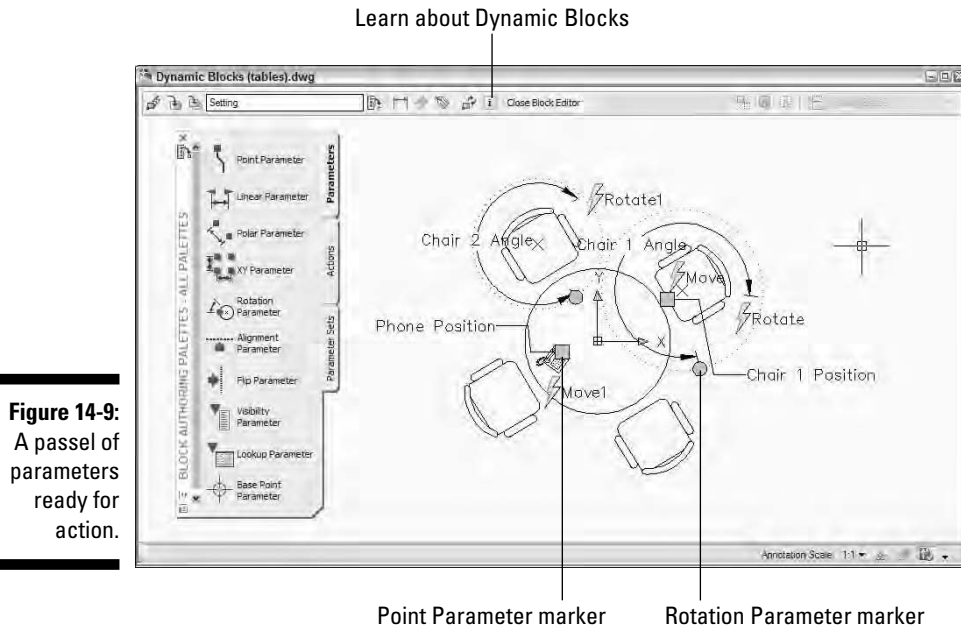 Learn about Dynamic Blocks
Dynamic Blocks (tables).dwg
Setting
i
Close Block Editor
Point Parameter
Linear Parameter
Polar Parameter
XY Parameter
Rotation
Parameter
Alignment
Parameter
Flip Parameter
Visibility
Parameter
Lookup Parameter
Base Point
Parameter
Parameters
Actions
Parameter Sets
BLOCK AUTHORING PALETTES - ALL PALETTES
Rotate1
Chair 2 Angle
Chair 1 Angle
Move
Y
Rotate
Phone Position
X
Chair 1 Position
Move1
Figure 14-9:
A passel of
parameters
ready for
action.
Annotation Scale: 1:1
Point Parameter marker
Rotation Parameter marker